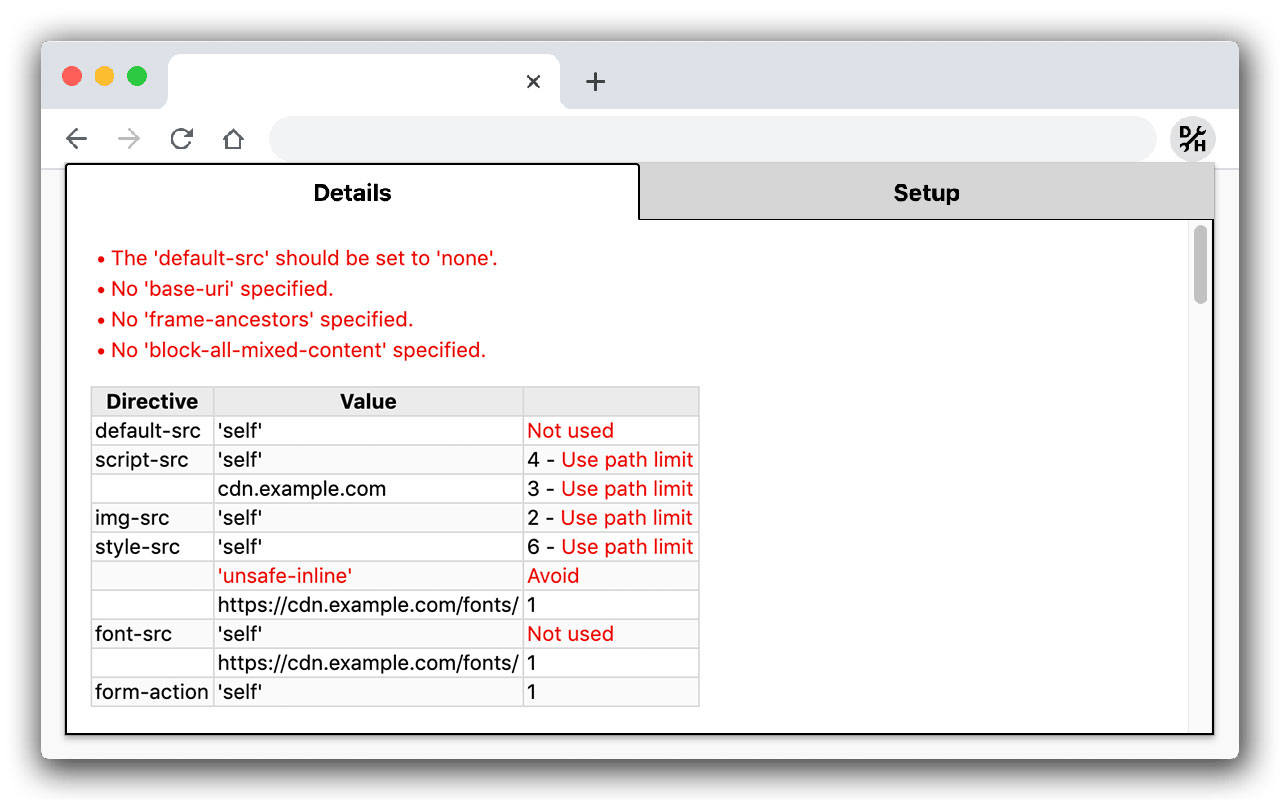 D H
Details Setup
• The 'default-src' should be set to 'none'.
• No 'base-uri' specified.
• No 'frame-ancestors' specified.
• No 'block-all-mixed-content' specified.
Directive Value
default-src 'self' Not used
script-src 'self' 4 - Use path limit
cdn.example.com 3 - Use path limit
img-src 'self' 2 - Use path limit
style-src 'self' 6 - Use path limit
'unsafe-inline' Avoid
https://cdn.example.com/fonts/ 1
font-src 'self' Not used
https://cdn.example.com/fonts/ 1
form-action 'self' 1